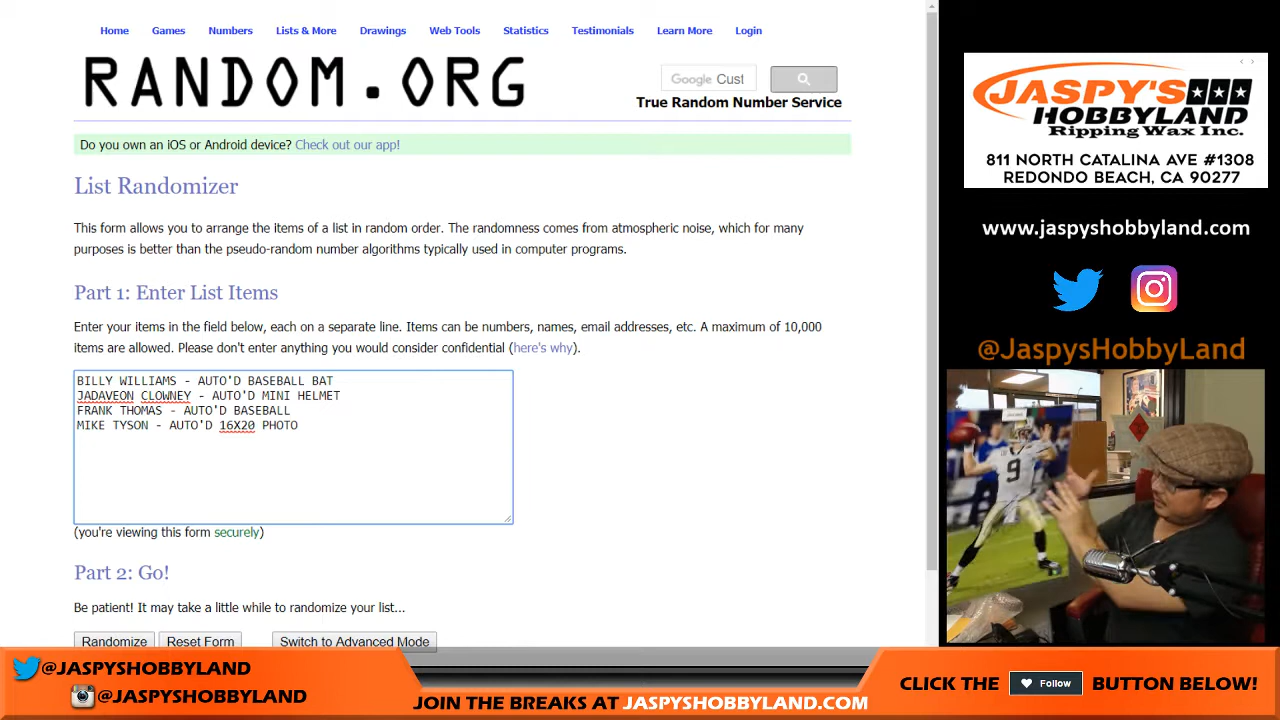 Home Games Numbers Lists & More Drawings Web Tools Statistics Testimonials Learn More Login
RANDOM.ORG
Google Cust
True Random Number Service
Do you own an iOS or Android device? Check out our app!
List Randomizer
This form allows you to arrange the items of a list in random order. The randomness comes from atmospheric noise, which for many
purposes is better than the pseudo-random number algorithms typically used in computer programs.
Part 1: Enter List Items
Enter your items in the field below, each on a separate line. Items can be numbers, names, email addresses, etc. A maximum of 10,000
items are allowed. Please don't enter anything you would consider confidential (here's why).
BILLY WILLIAMS - AUTO'D BASEBALL BAT
JADAVEON CLOWNEY - AUTO'D MINI HELMET
FRANK THOMAS - AUTO'D BASEBALL
MIKE TYSON - AUTO'D 16X20 PHOTO
(you're viewing this form securely)
Part 2: Go!
Be patient! It may take a little while to randomize your list...
Randomize Reset Form Switch to Advanced Mode
JASPY'S
HOBBYLAND
Ripping Wax Inc.
811 NORTH CATALINA AVE #1308
REDONDO BEACH, CA 90277
www.jaspyshobbyland.com
@JaspysHobbyLand
9
@JASPYSHOBBYLAND
@JASPYSHOBBYLAND
JOIN THE BREAKS AT JASPYSHOBBYLAND.COM
CLICK THE Follow BUTTON BELOW!